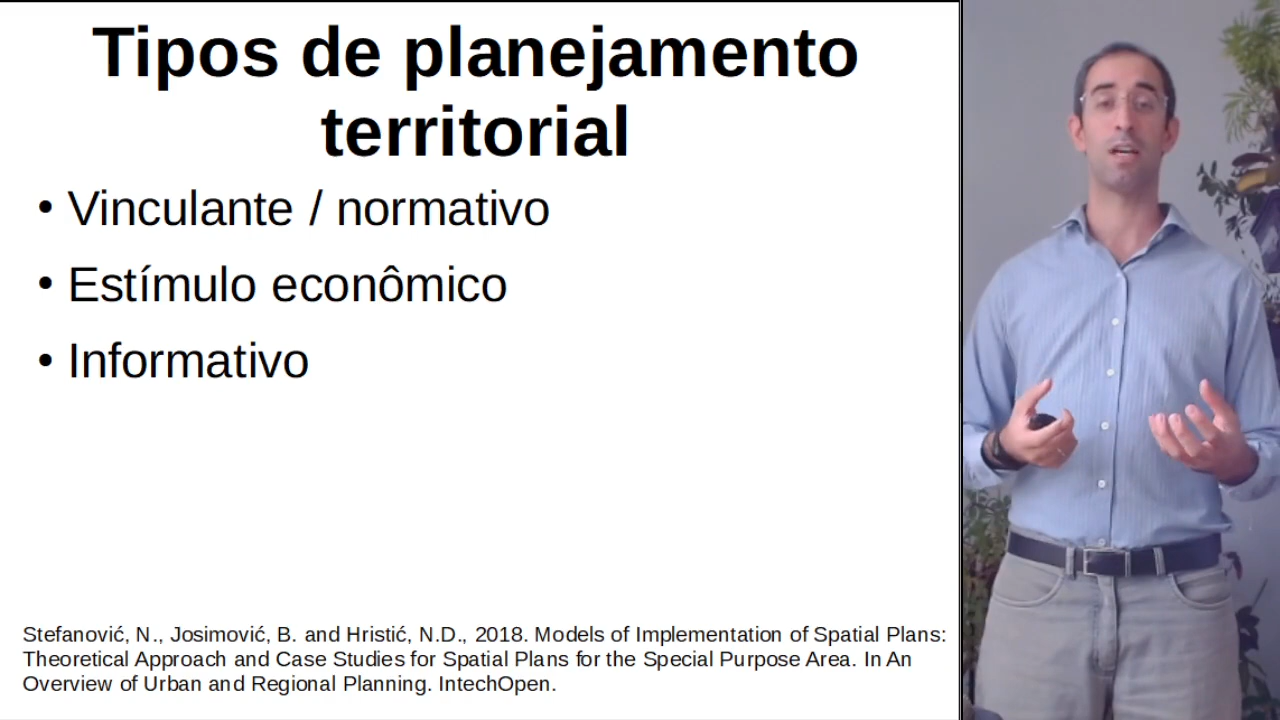 Tipos de planejamento
territorial
• Vinculante / normativo
• Estímulo econômico
• Informativo
Stefanović, N., Josimović, B. and Hristić, N.D., 2018. Models of Implementation of Spatial Plans:
Theoretical Approach and Case Studies for Spatial Plans for the Special Purpose Area. In An
Overview of Urban and Regional Planning. IntechOpen.